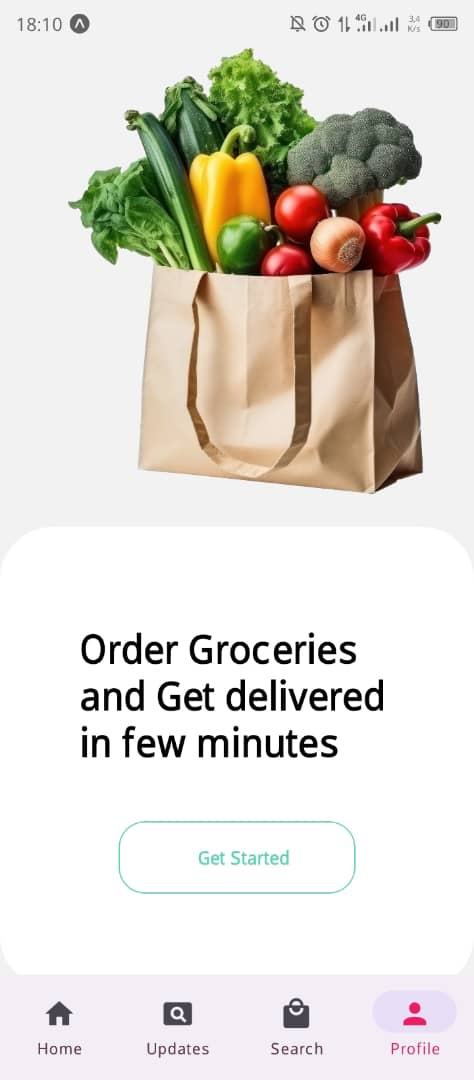 18:10
4G 3,4 K/s 90
Order Groceries
and Get delivered
in few minutes
Get Started
Home Updates Search Profile